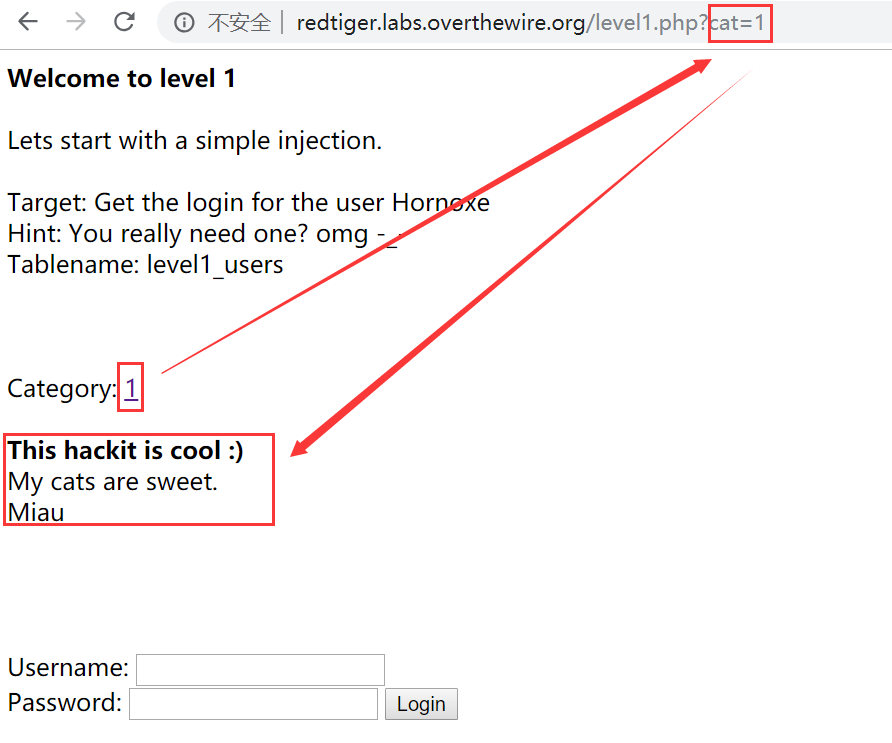 不安全 redtiger.labs.overthewire.org/level1.php?cat=1
Welcome to level 1
Lets start with a simple injection.
Target: Get the login for the user Hornoxe
Hint: You really need one? omg -_-
Tablename: level1_users
Category: 1
This hackit is cool :)
My cats are sweet.
Miau
Username:
Password: Login